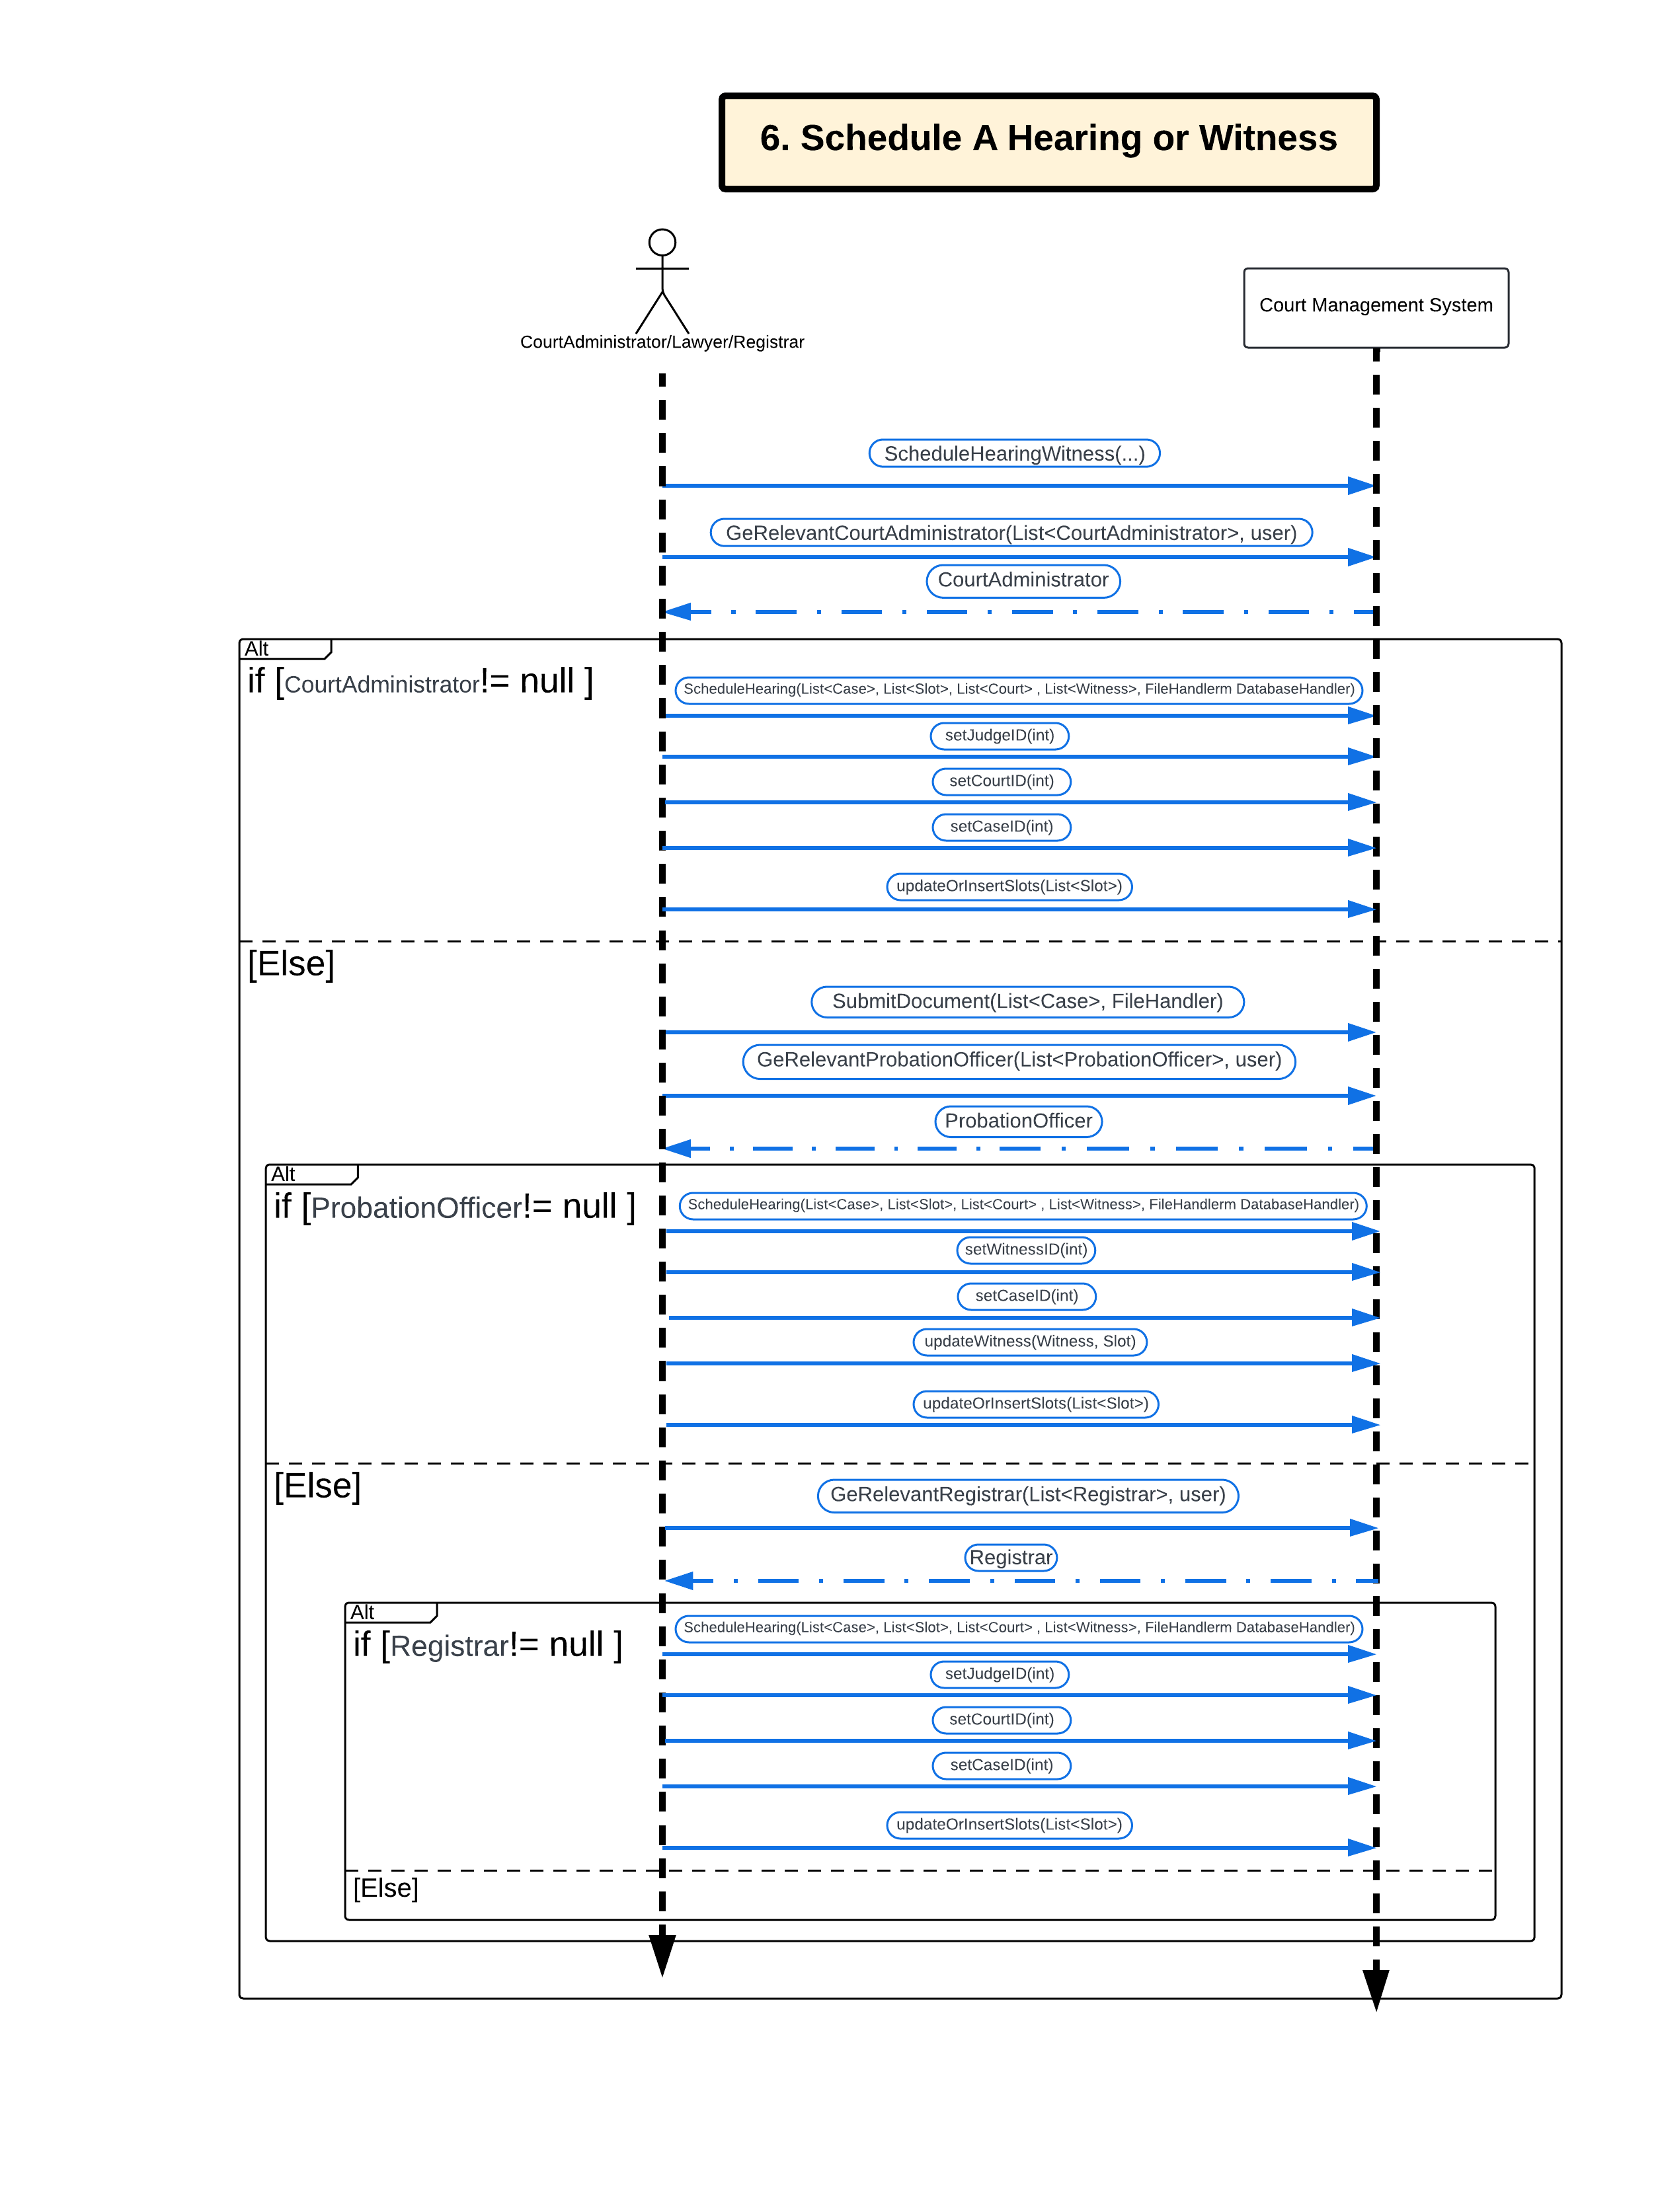 6. Schedule A Hearing or Witness
CourtAdministrator/Lawyer/Registrar
Court Management System
ScheduleHearingWitness(...)
GeRelevantCourtAdministrator(List<CourtAdministrator>, user)
CourtAdministrator
Alt
if [CourtAdministrator!= null ]
ScheduleHearing(List<Case>, List<Slot>, List<Court> , List<Witness>, FileHandlerm DatabaseHandler)
setJudgeID(int)
setCourtID(int)
setCaseID(int)
updateOrInsertSlots(List<Slot>)
[Else]
SubmitDocument(List<Case>, FileHandler)
GeRelevantProbationOfficer(List<ProbationOfficer>, user)
ProbationOfficer
Alt
if [ProbationOfficer!= null ]
ScheduleHearing(List<Case>, List<Slot>, List<Court> , List<Witness>, FileHandlerm DatabaseHandler)
setWitnessID(int)
setCaseID(int)
updateWitness(Witness, Slot)
updateOrInsertSlots(List<Slot>)
[Else]
GeRelevantRegistrar(List<Registrar>, user)
Registrar
Alt
if [Registrar!= null ]
ScheduleHearing(List<Case>, List<Slot>, List<Court> , List<Witness>, FileHandlerm DatabaseHandler)
setJudgeID(int)
setCourtID(int)
setCaseID(int)
updateOrInsertSlots(List<Slot>)
[Else]